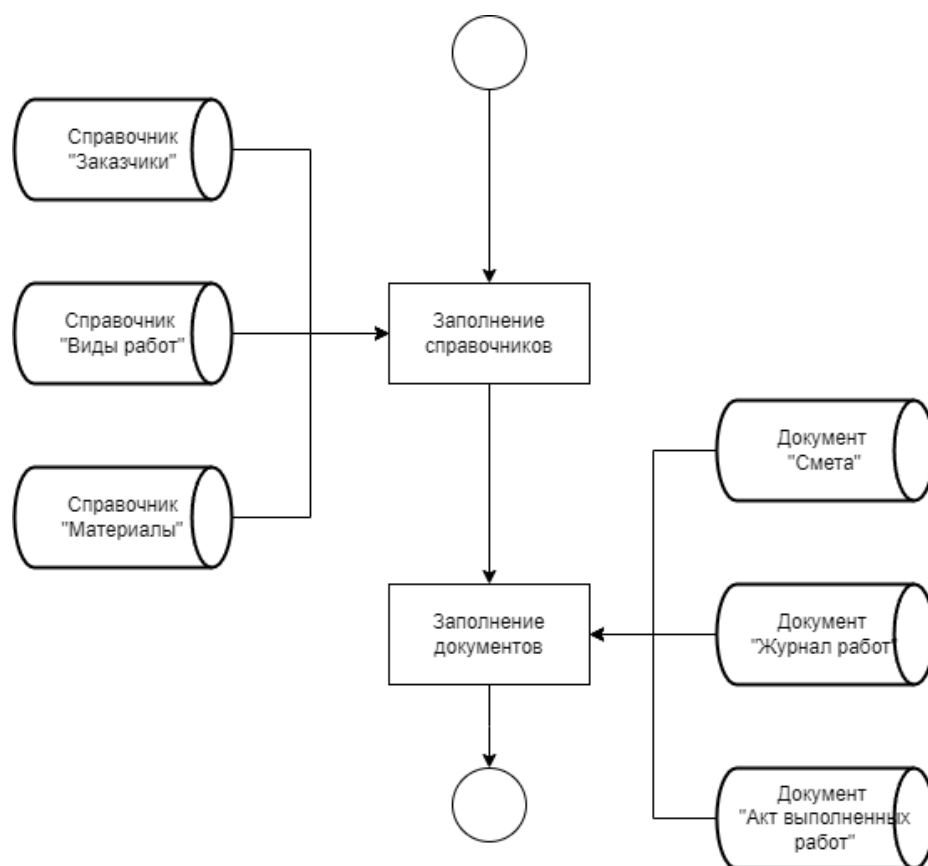 Справочник
"Заказчики"
Справочник
"Виды работ"
Заполнение
справочников
Справочник
"Материалы"
Документ
"Смета"
Заполнение
документов
Документ
"Журнал работ"
Документ
"Акт выполненных
работ"